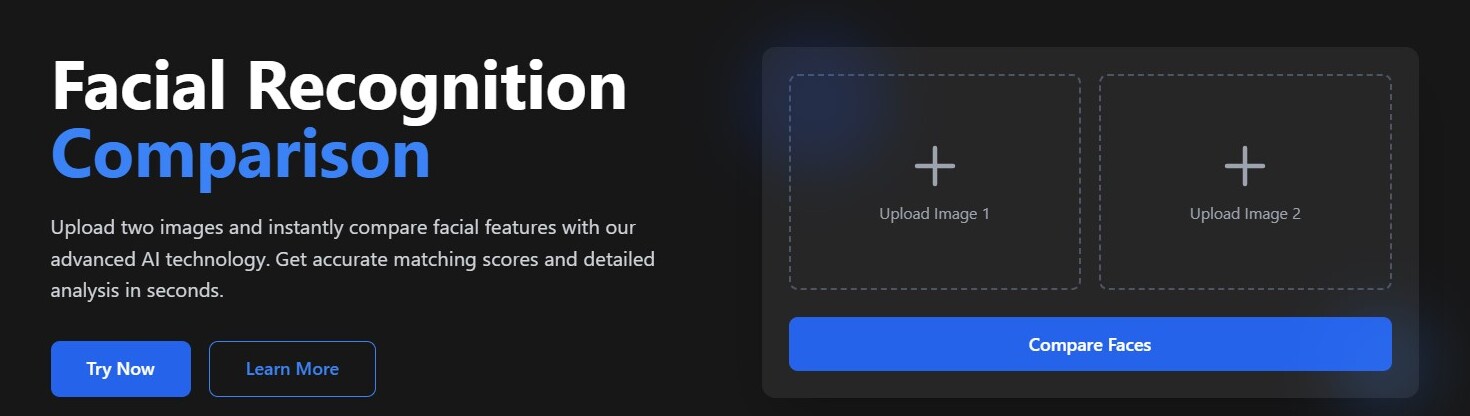 Facial Recognition
Comparison
Upload two images and instantly compare facial features with our
advanced AI technology. Get accurate matching scores and detailed
analysis in seconds.
Try Now
Learn More
Upload Image 1
Upload Image 2
Compare Faces